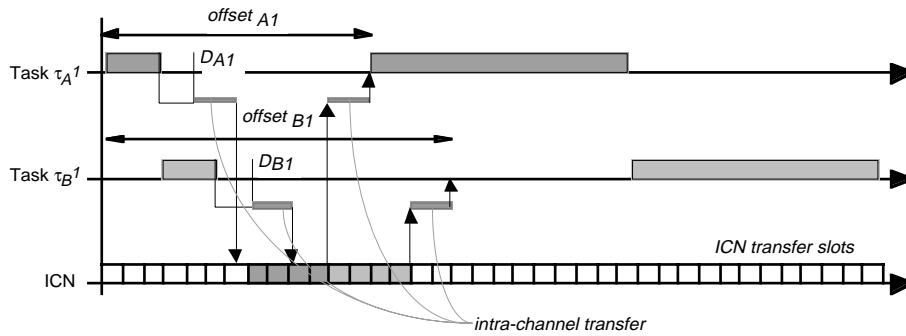 offset A1
Task τA1
DA1
offset B1
Task τB1
DB1
ICN transfer slots
ICN
intra-channel transfer